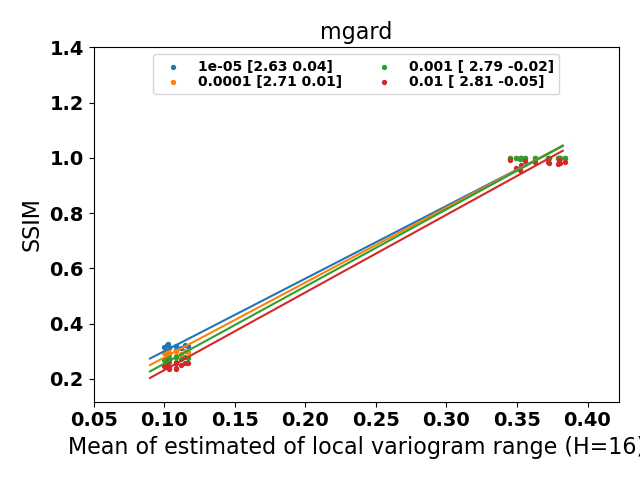 mgard
1.4
1.2
1.0
0.8
0.6
0.4
0.2
SSIM
1e-05 [2.63 0.04]
0.0001 [2.71 0.01]
0.001 [ 2.79 -0.02]
0.01 [ 2.81 -0.05]
0.05 0.10 0.15 0.20 0.25 0.30 0.35 0.40
Mean of estimated of local variogram range (H=16)